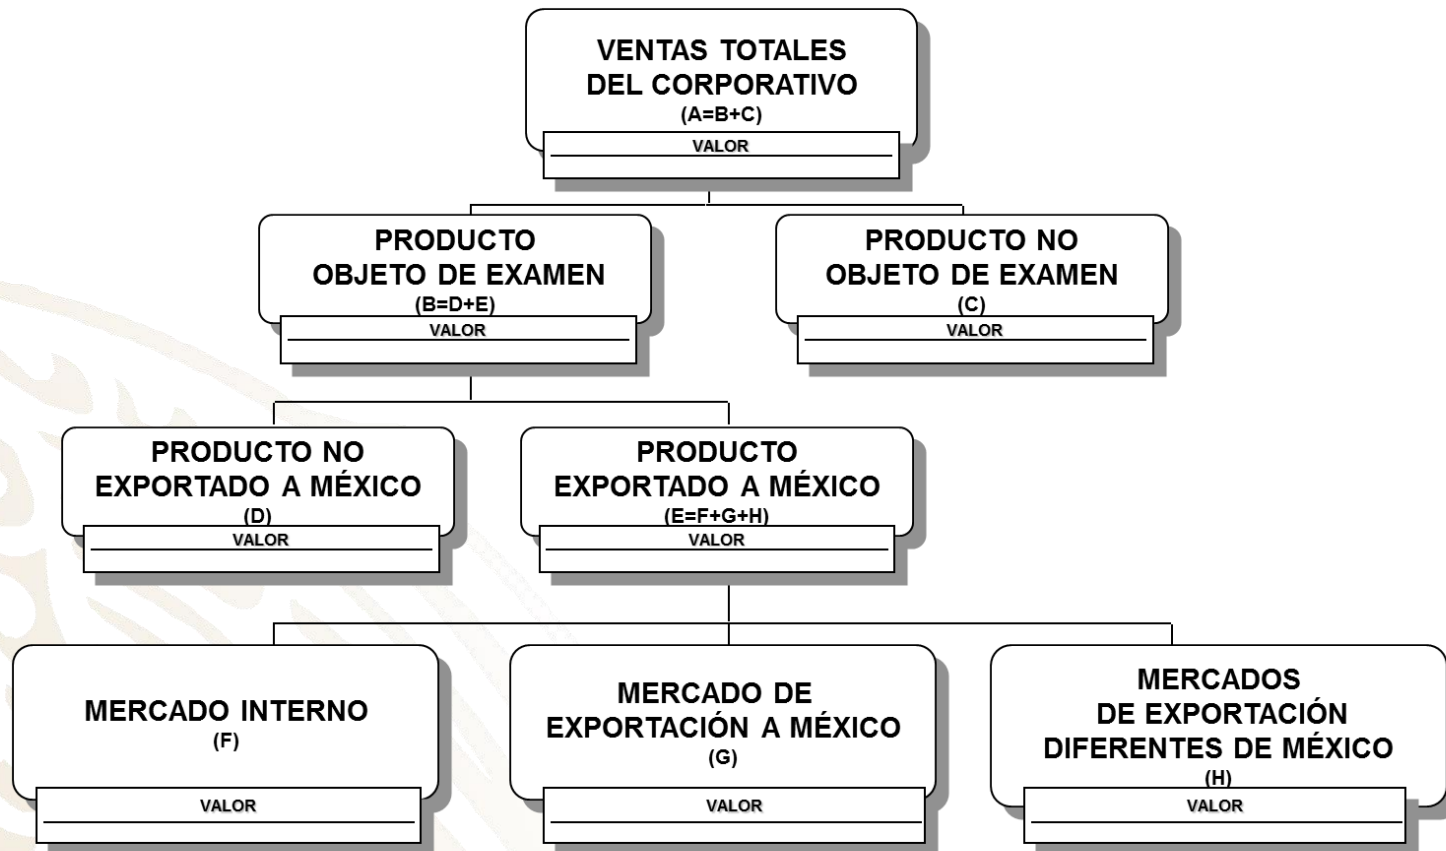 VENTAS TOTALES
DEL CORPORATIVO
(A=B+C)
VALOR
PRODUCTO
OBJETO DE EXAMEN
(B=D+E)
VALOR
PRODUCTO NO
OBJETO DE EXAMEN
(C)
VALOR
PRODUCTO NO
EXPORTADO A MÉXICO
(D)
VALOR
PRODUCTO
EXPORTADO A MÉXICO
(E=F+G+H)
VALOR
MERCADO INTERNO
(F)
VALOR
MERCADO DE
EXPORTACIÓN A MÉXICO
(G)
VALOR
MERCADOS
DE EXPORTACIÓN
DIFERENTES DE MÉXICO
(H)
VALOR